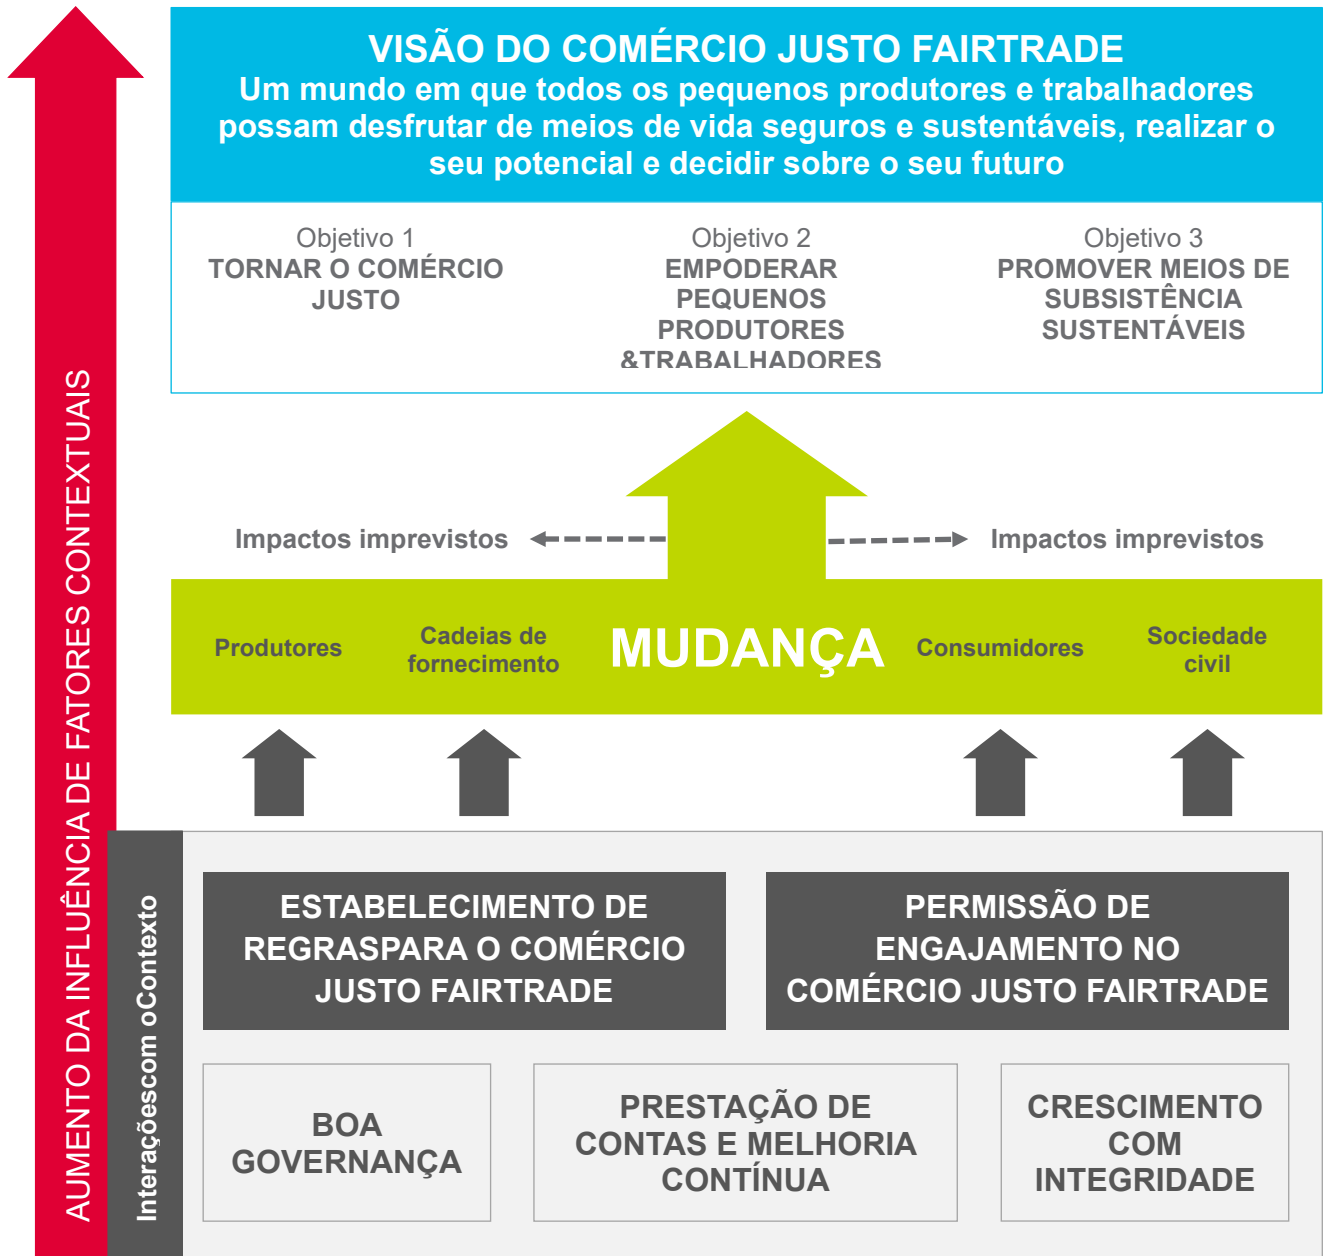 VISÃO DO COMÉRCIO JUSTO FAIRTRADE
Um mundo em que todos os pequenos produtores e trabalhadores
possam desfrutar de meios de vida seguros e sustentáveis, realizar o
seu potencial e decidir sobre o seu futuro
Objetivo 1
TORNAR O COMÉRCIO
JUSTO
Objetivo 2
EMPODERAR
PEQUENOS
PRODUTORES
&TRABALHADORES
Objetivo 3
PROMOVER MEIOS DE
SUBSISTÊNCIA
SUSTENTÁVEIS
AUMENTO DA INFLUÊNCIA DE FATORES CONTEXTUAIS
Impactos imprevistos
Impactos imprevistos
Produtores
Cadeias de
fornecimento
MUDANÇA
Consumidores
Sociedade
civil
Interaçõescom oContexto
ESTABELECIMENTO DE
REGRASPARA O COMÉRCIO
JUSTO FAIRTRADE
PERMISSÃO DE
ENGAJAMENTO NO
COMÉRCIO JUSTO FAIRTRADE
BOA
GOVERNANÇA
PRESTAÇÃO DE
CONTAS E MELHORIA
CONTÍNUA
CRESCIMENTO
COM
INTEGRIDADE